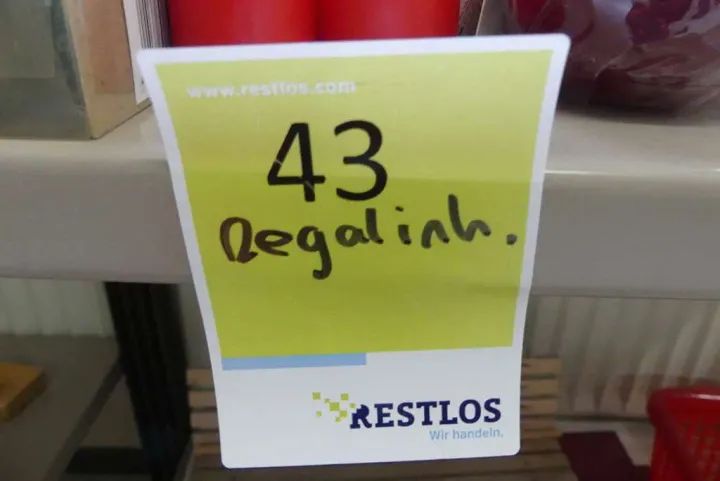 www.restlos.com
43
Regalinh.
RESTLOS
Wir handeln.